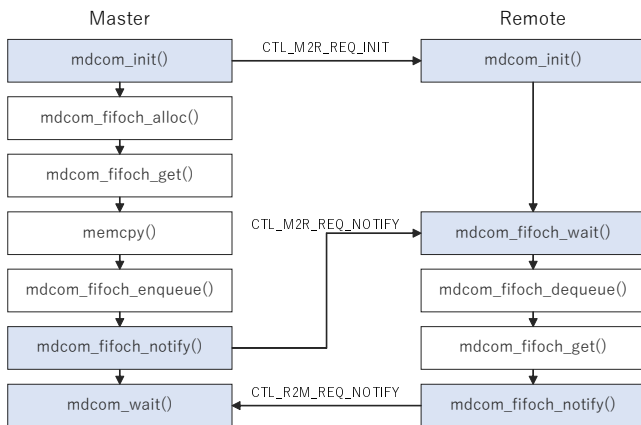 Master
Remote
mdcom_init()
CTL_M2R_REQ_INIT
mdcom_init()
mdcom_fifoch_alloc()
mdcom_fifoch_get()
memcpy()
CTL_M2R_REQ_NOTIFY
mdcom_fifoch_wait()
mdcom_fifoch_enqueue()
mdcom_fifoch_dequeue()
mdcom_fifoch_notify()
mdcom_fifoch_get()
mdcom_wait()
CTL_R2M_REQ_NOTIFY
mdcom_fifoch_notify()